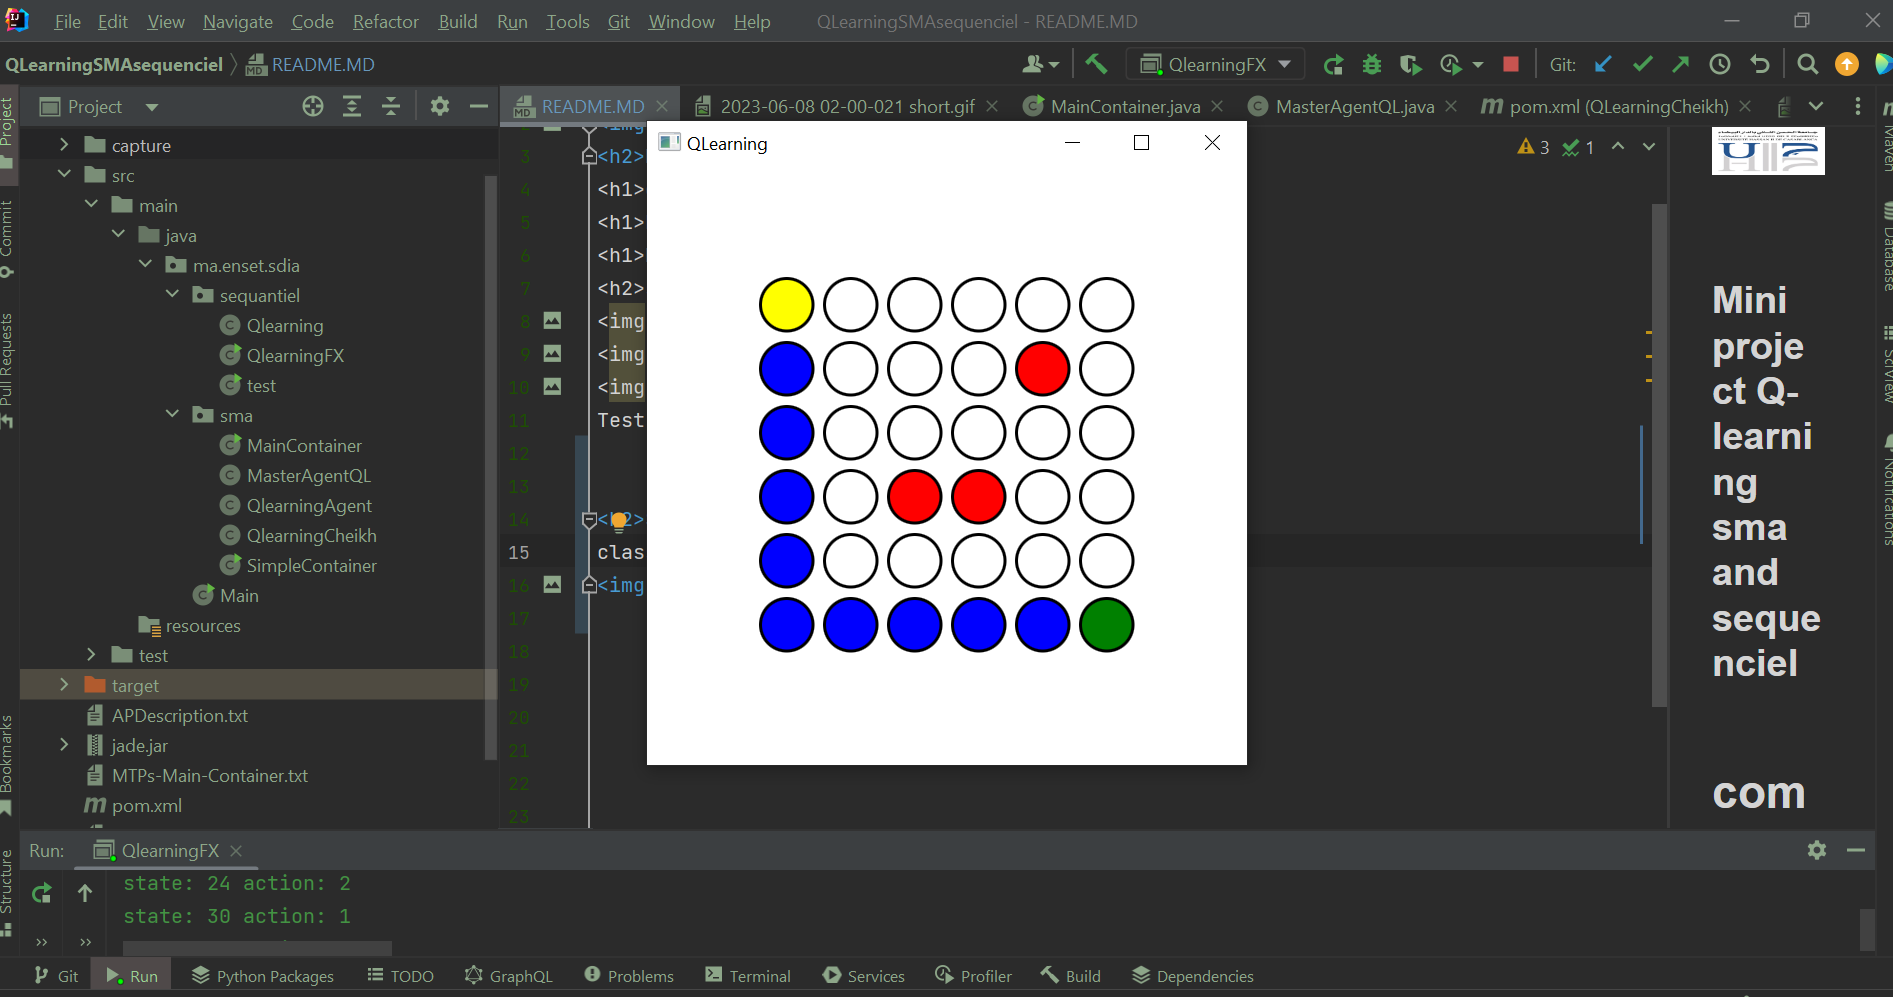 File Edit View Navigate Code Refactor Build Run Tools Git Window Help QLearningSMAsequenciel - README.MD
QLearningSMAsequenciel README.MD QlearningFX Git:
Project README.MD 2023-06-08 02-00-021 short.gif MainContainer.java MasterAgentQL.java pom.xml (QLearningCheikh)
Project
Commit
Pull Requests
Bookmarks
Structure
capture
src
main
java
ma.enset.sdia
sequantiel
Qlearning
QlearningFX
test
sma
MainContainer
MasterAgentQL
QlearningAgent
QlearningCheikh
SimpleContainer
Main
resources
test
target
APDescription.txt
jade.jar
MTPs-Main-Container.txt
pom.xml
3 <h2>
4 <h1>
5 <h1>
6 <h1>
7 <h2>
8 <img
9 <img
10 <img
11 Test
12
13
14 <h2>
15 clas
16 <img
17
18
19
20
21
22
23
QLearning
3 1
Mini
proje
ct Q-
learni
ng
sma
and
seque
nciel
com
Maven
Database
SciView
Notifications
Run: QlearningFX
state: 24 action: 2
state: 30 action: 1
Git Run Python Packages TODO GraphQL Problems Terminal Services Profiler Build Dependencies